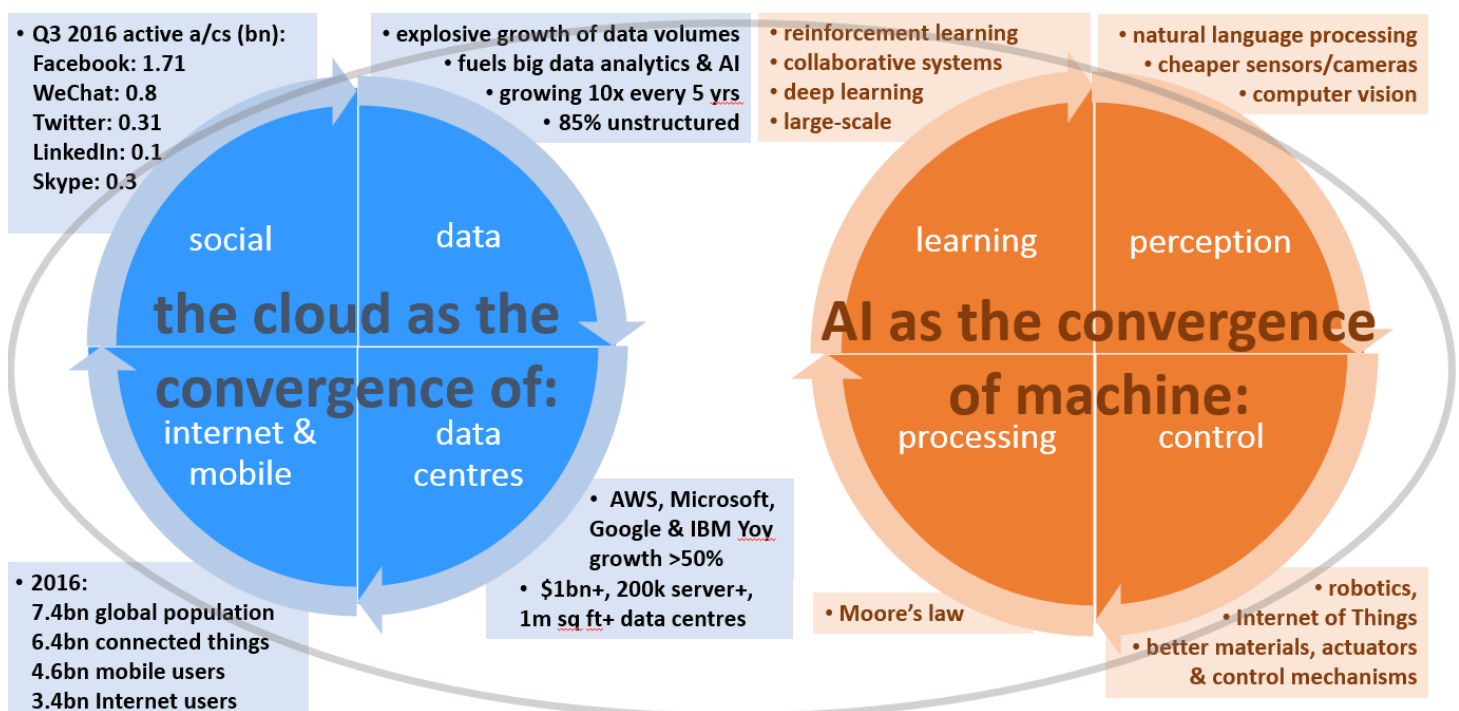 • Q3 2016 active a/cs (bn):
Facebook: 1.71
WeChat: 0.8
Twitter: 0.31
LinkedIn: 0.1
Skype: 0.3
• explosive growth of data volumes
• fuels big data analytics & AI
• growing 10x every 5 yrs
• 85% unstructured
social
data
the cloud as the
convergence of:
internet &
mobile
data
centres
• AWS, Microsoft,
Google & IBM Yoy
growth >50%
• $1bn+, 200k server+,
1m sq ft+ data centres
• 2016:
7.4bn global population
6.4bn connected things
4.6bn mobile users
3.4bn Internet users
• reinforcement learning
• collaborative systems
• deep learning
• large-scale
• natural language processing
• cheaper sensors/cameras
• computer vision
learning
perception
AI as the convergence
of machine:
processing
control
• Moore's law
• robotics,
• Internet of Things
• better materials, actuators
& control mechanisms